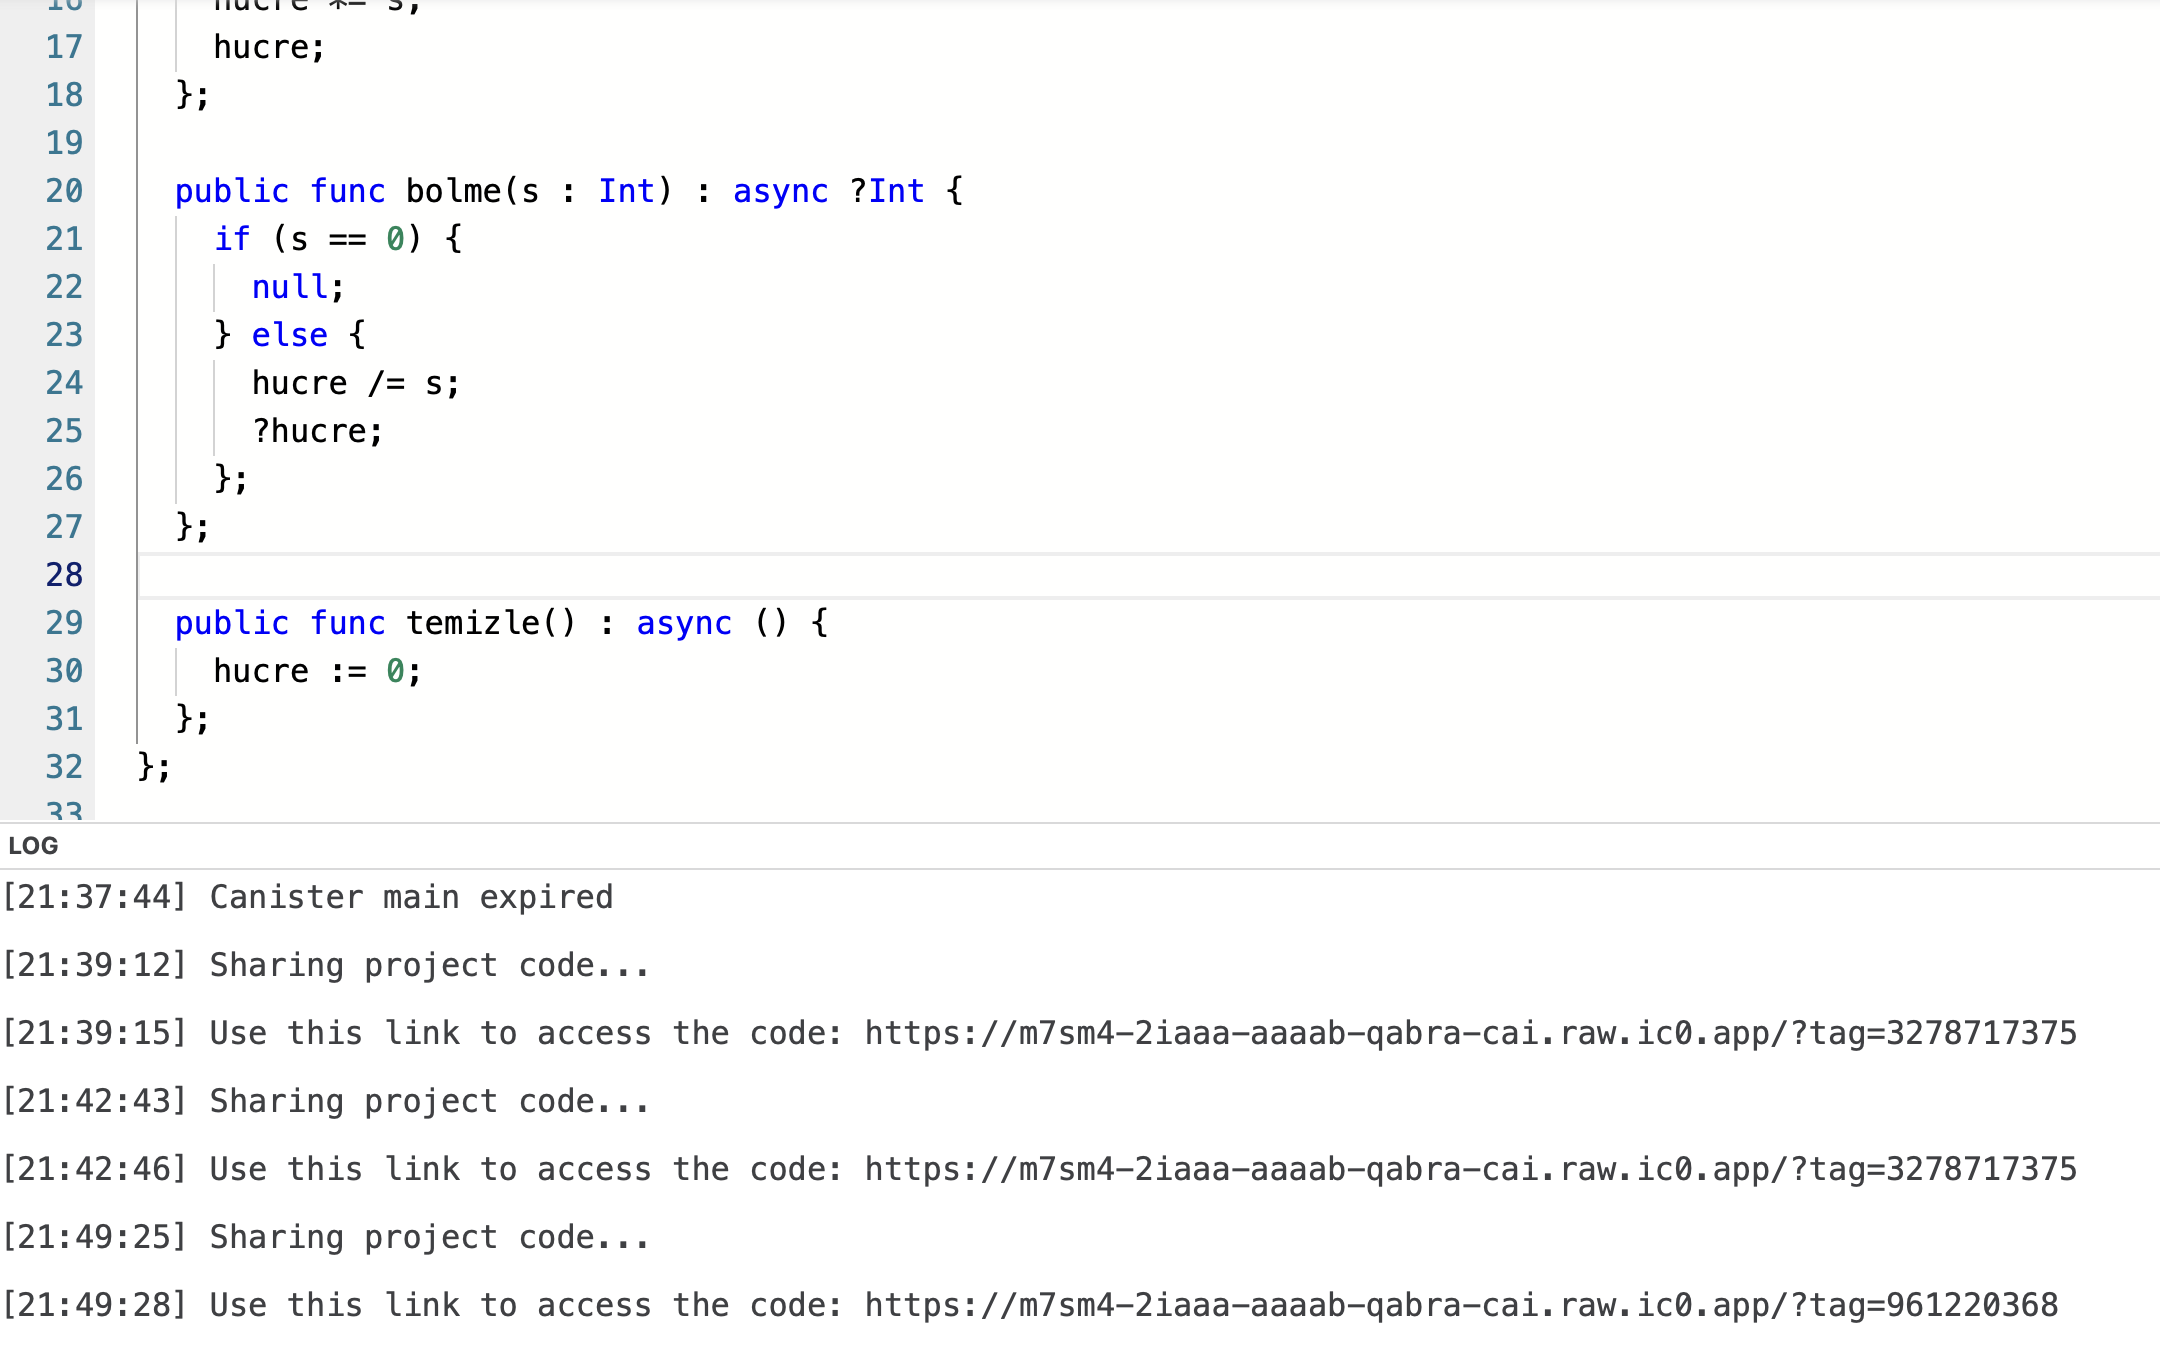 16 hucre *= s;
17 hucre;
18 };
19
20 public func bolme(s : Int) : async ?Int {
21 if (s == 0) {
22 null;
23 } else {
24 hucre /= s;
25 ?hucre;
26 };
27 };
28
29 public func temizle() : async () {
30 hucre := 0;
31 };
32 };
33
LOG
[21:37:44] Canister main expired
[21:39:12] Sharing project code...
[21:39:15] Use this link to access the code: https://m7sm4-2iaaa-aaaab-qabra-cai.raw.ic0.app/?tag=3278717375
[21:42:43] Sharing project code...
[21:42:46] Use this link to access the code: https://m7sm4-2iaaa-aaaab-qabra-cai.raw.ic0.app/?tag=3278717375
[21:49:25] Sharing project code...
[21:49:28] Use this link to access the code: https://m7sm4-2iaaa-aaaab-qabra-cai.raw.ic0.app/?tag=961220368